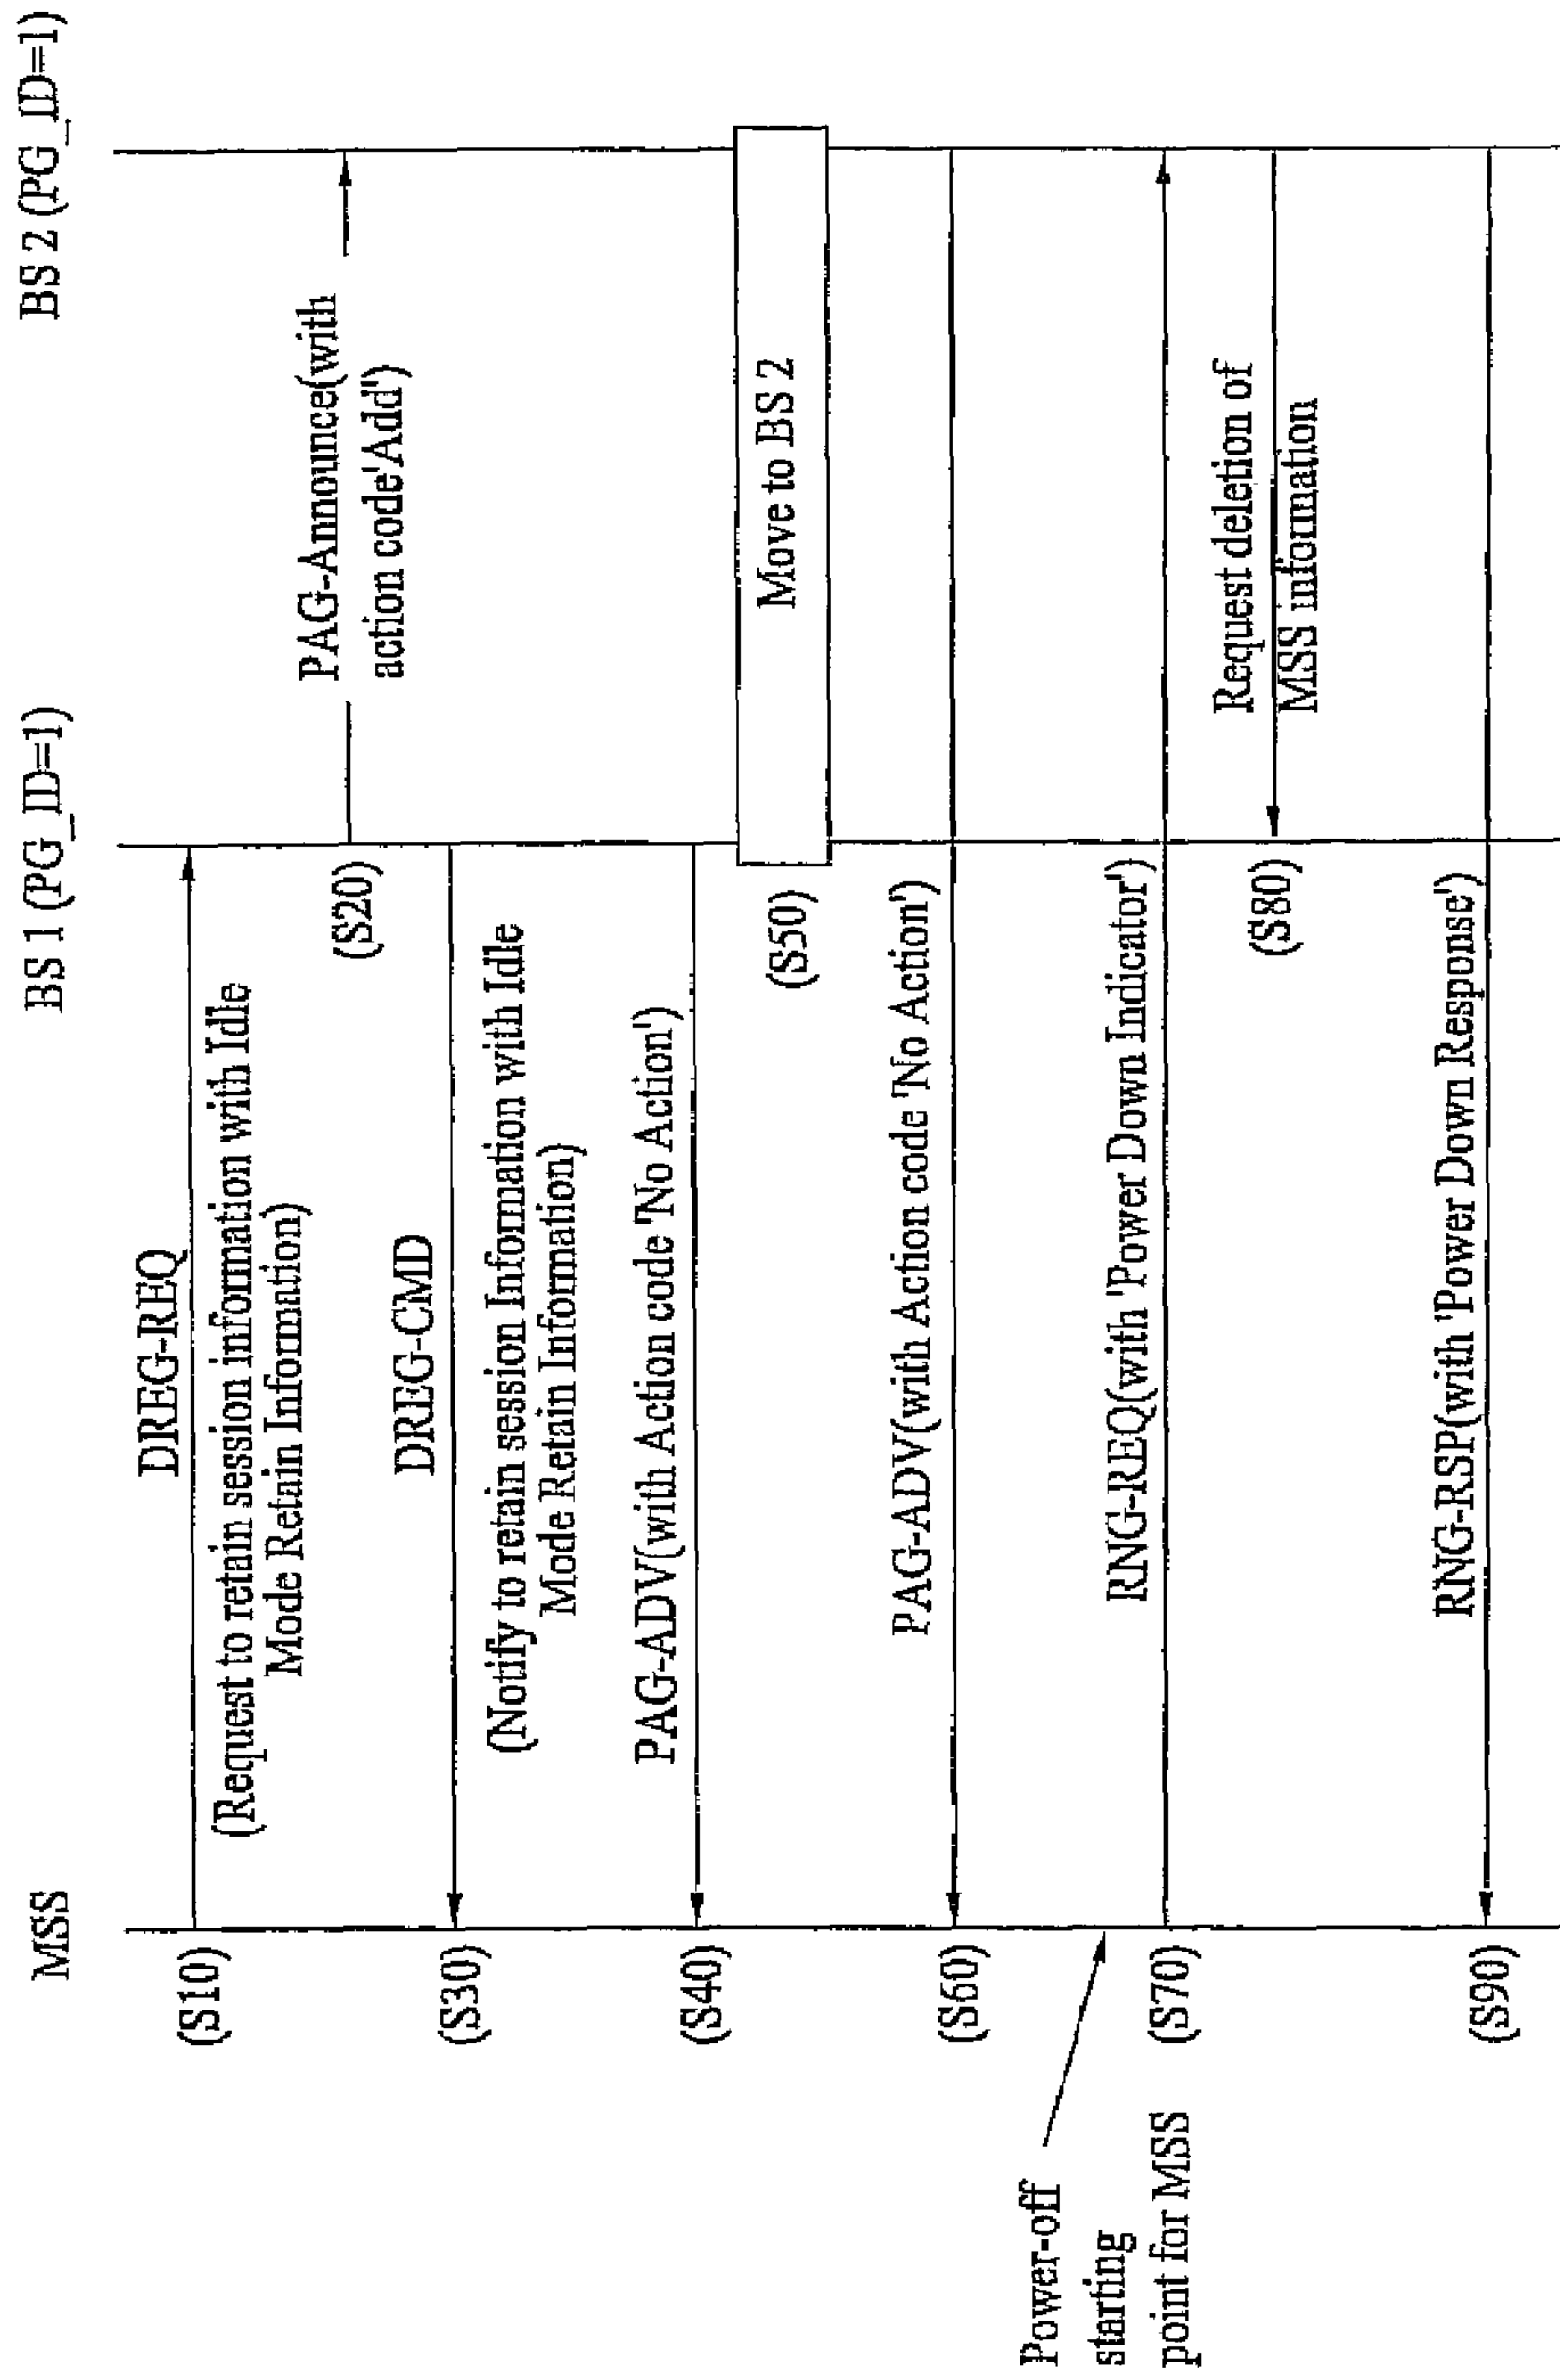 MSS
BS 1 (PG_ID=1)
BS 2 (PG_ID=1)
(S10)
DREG-REQ
(Request to retain session information with Idle
Mode Retain Information)
(S20)
PAG-Announce(with
action code'Add')
(S30)
DREG-CMD
(Notify to retain session Information with Idle
Mode Retain Information)
(S40)
PAG-ADV(with Action code 'No Action')
(S50)
Move to BS 2
(S60)
PAG-ADV(with Action code 'No Action')
Power-off
starting
point for MSS
(S70)
RNG-REQ(with 'Power Down Indicator')
(S80)
Request deletion of
MSS information
(S90)
RNG-RSP(with 'Power Down Response')